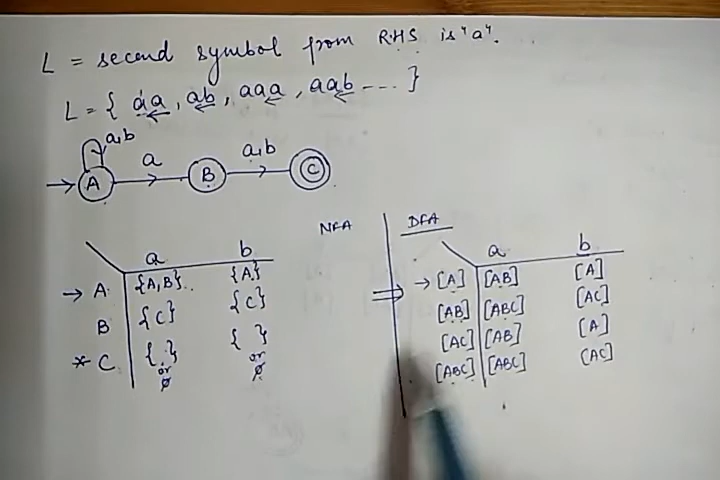 L = second symbol from RHS is "a".
L = { aa, ab, aaa, aab --- }
a,b
a a,b
A B C
NFA DFA
a b
→ A {A,B} {A}
B {C} {C}
* C { } { }
or or
ø ø
a b
→ [A] [AB] [A]
[AB] [ABC] [AC]
[AC] [AB] [A]
[ABC] [ABC] [AC]